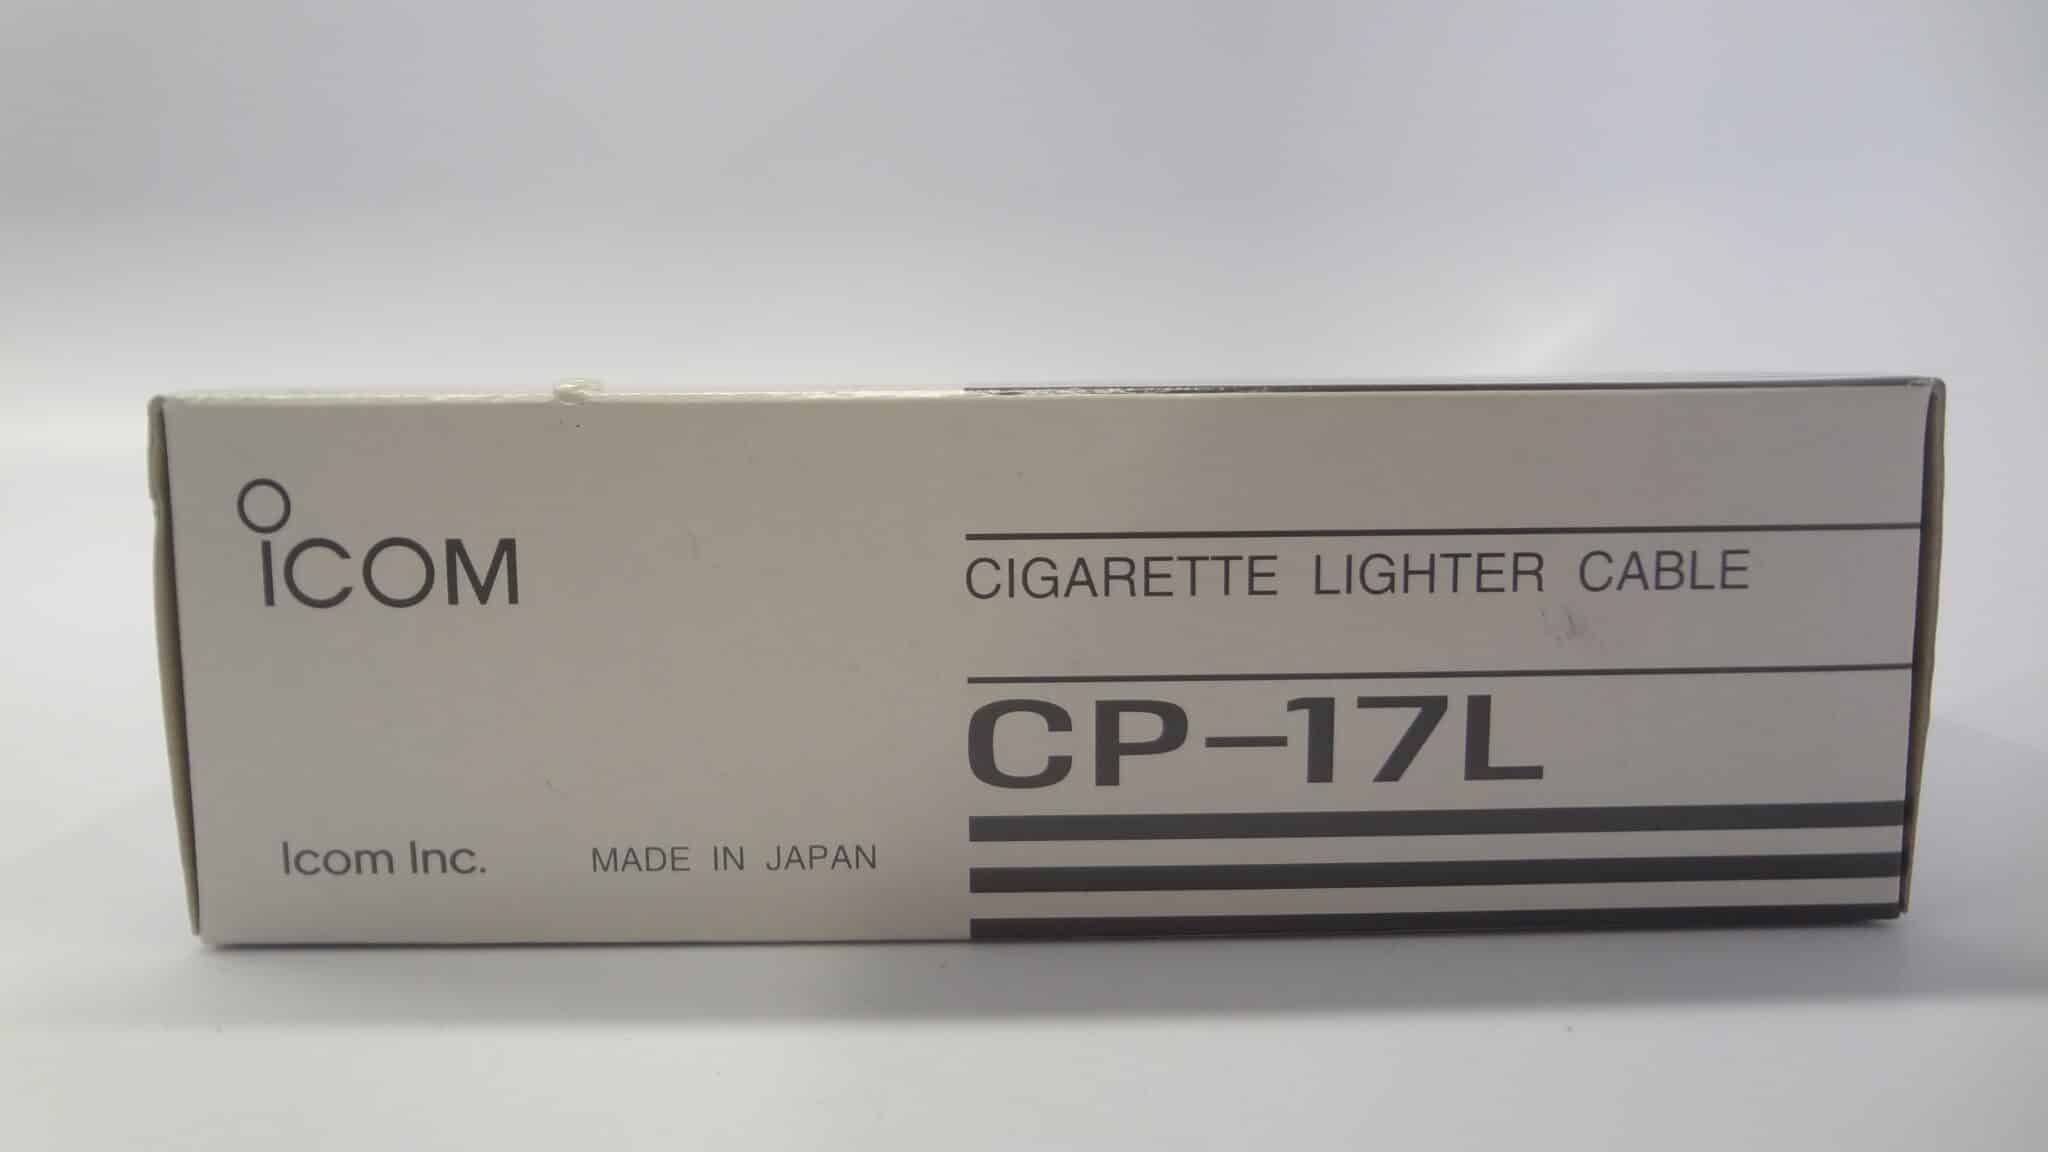 iCOM
CIGARETTE LIGHTER CABLE
CP-17L
Icom Inc. MADE IN JAPAN